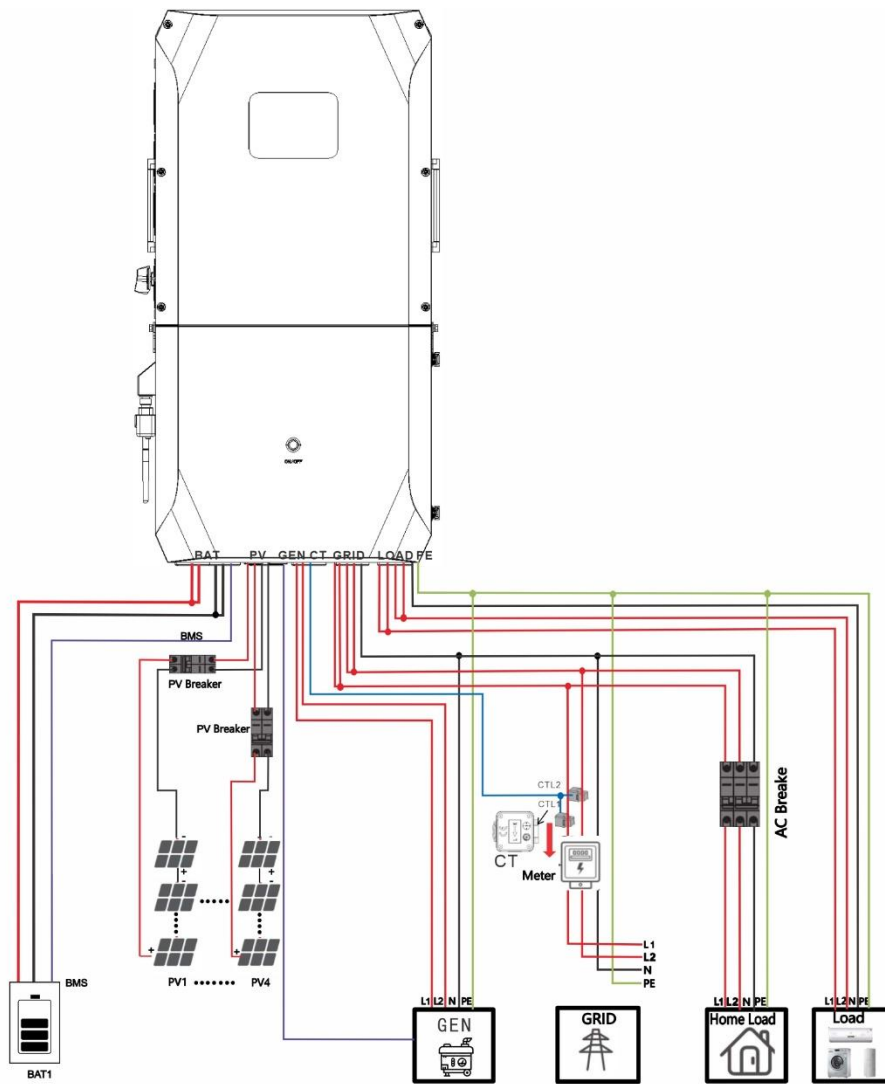 ON/OFF
BAT PV GEN CT GRID LOAD PE
BMS
PV Breaker
PV Breaker
CTL2
CTL1
CT
Meter
AC Breake
- -
+ +
- -
+ +
PV1 PV4
L1
L2
N
PE
BMS
BAT1
L1 L2 N PE
GEN
GRID
L1 L2 N PE
Home Load
L1 L2 N PE
Load